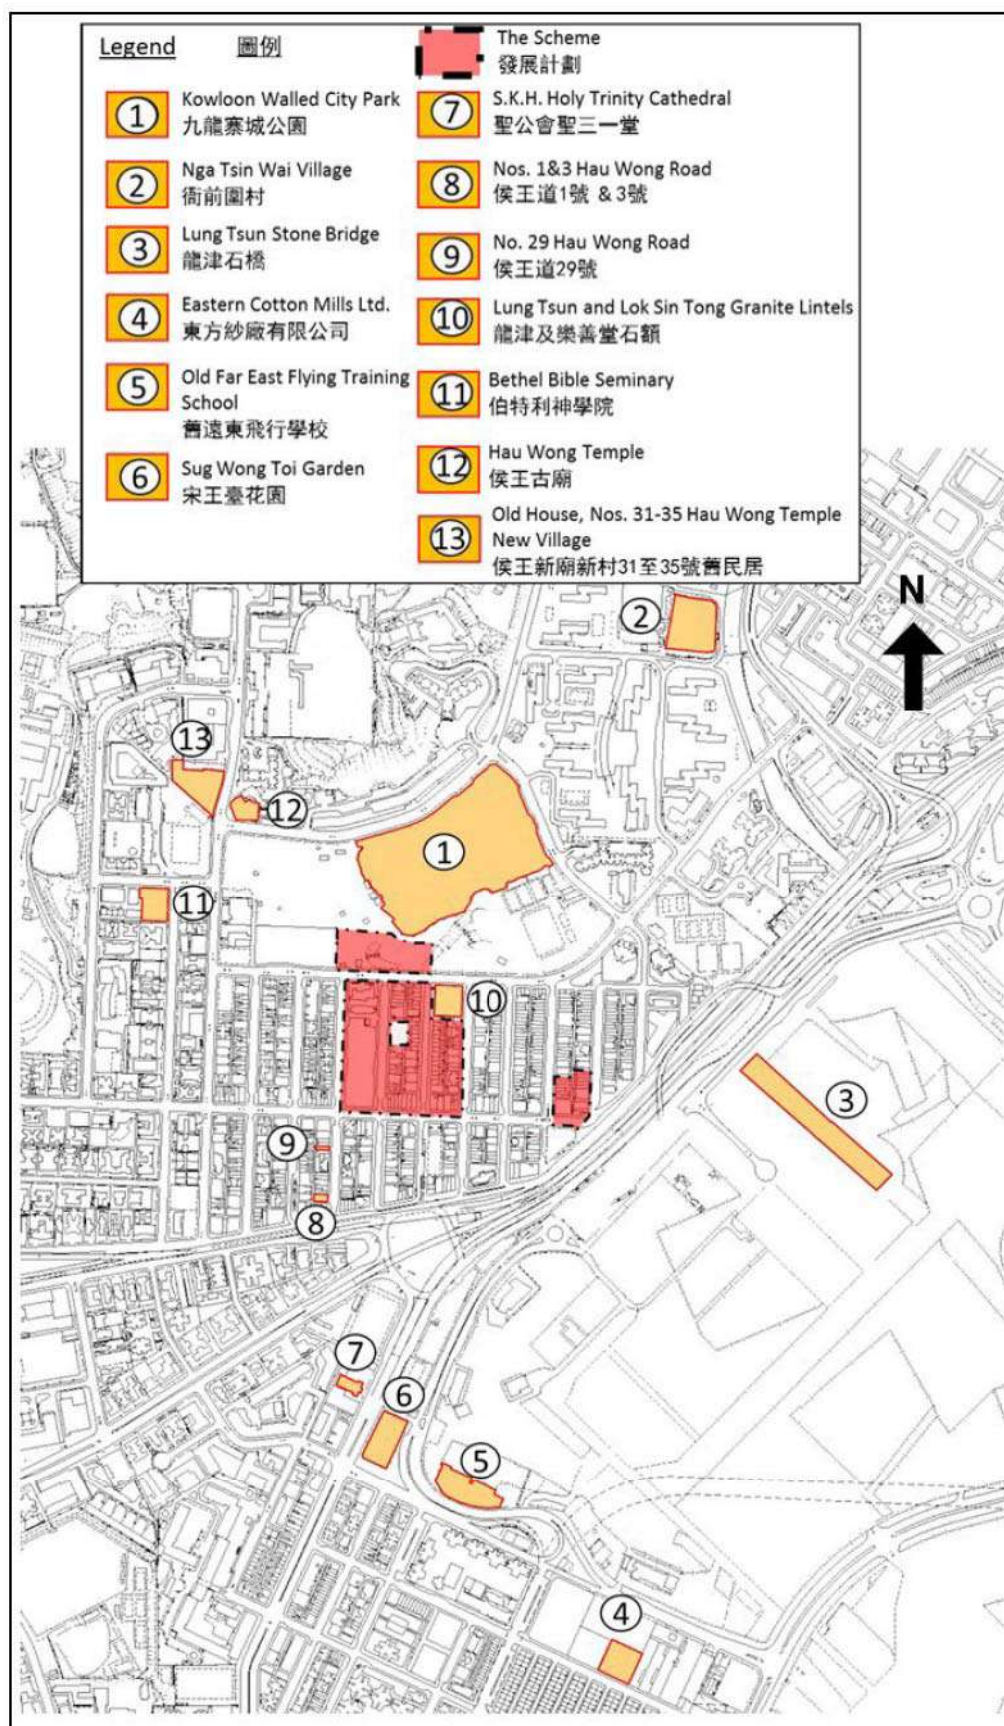 Legend 圖例
The Scheme
發展計劃
1
Kowloon Walled City Park
九龍寨城公園
2
Nga Tsin Wai Village
衙前圍村
3
Lung Tsun Stone Bridge
龍津石橋
4
Eastern Cotton Mills Ltd.
東方紗廠有限公司
5
Old Far East Flying Training
School
舊遠東飛行學校
6
Sug Wong Toi Garden
宋王臺花園
7
S.K.H. Holy Trinity Cathedral
聖公會聖三一堂
8
Nos. 1&3 Hau Wong Road
侯王道1號 & 3號
9
No. 29 Hau Wong Road
侯王道29號
10
Lung Tsun and Lok Sin Tong Granite Lintels
龍津及樂善堂石額
11
Bethel Bible Seminary
伯特利神學院
12
Hau Wong Temple
侯王古廟
13
Old House, Nos. 31-35 Hau Wong Temple
New Village
侯王新廟新村31至35號舊民居
N
2
13
12
1
11
10
3
9
8
7
6
5
4